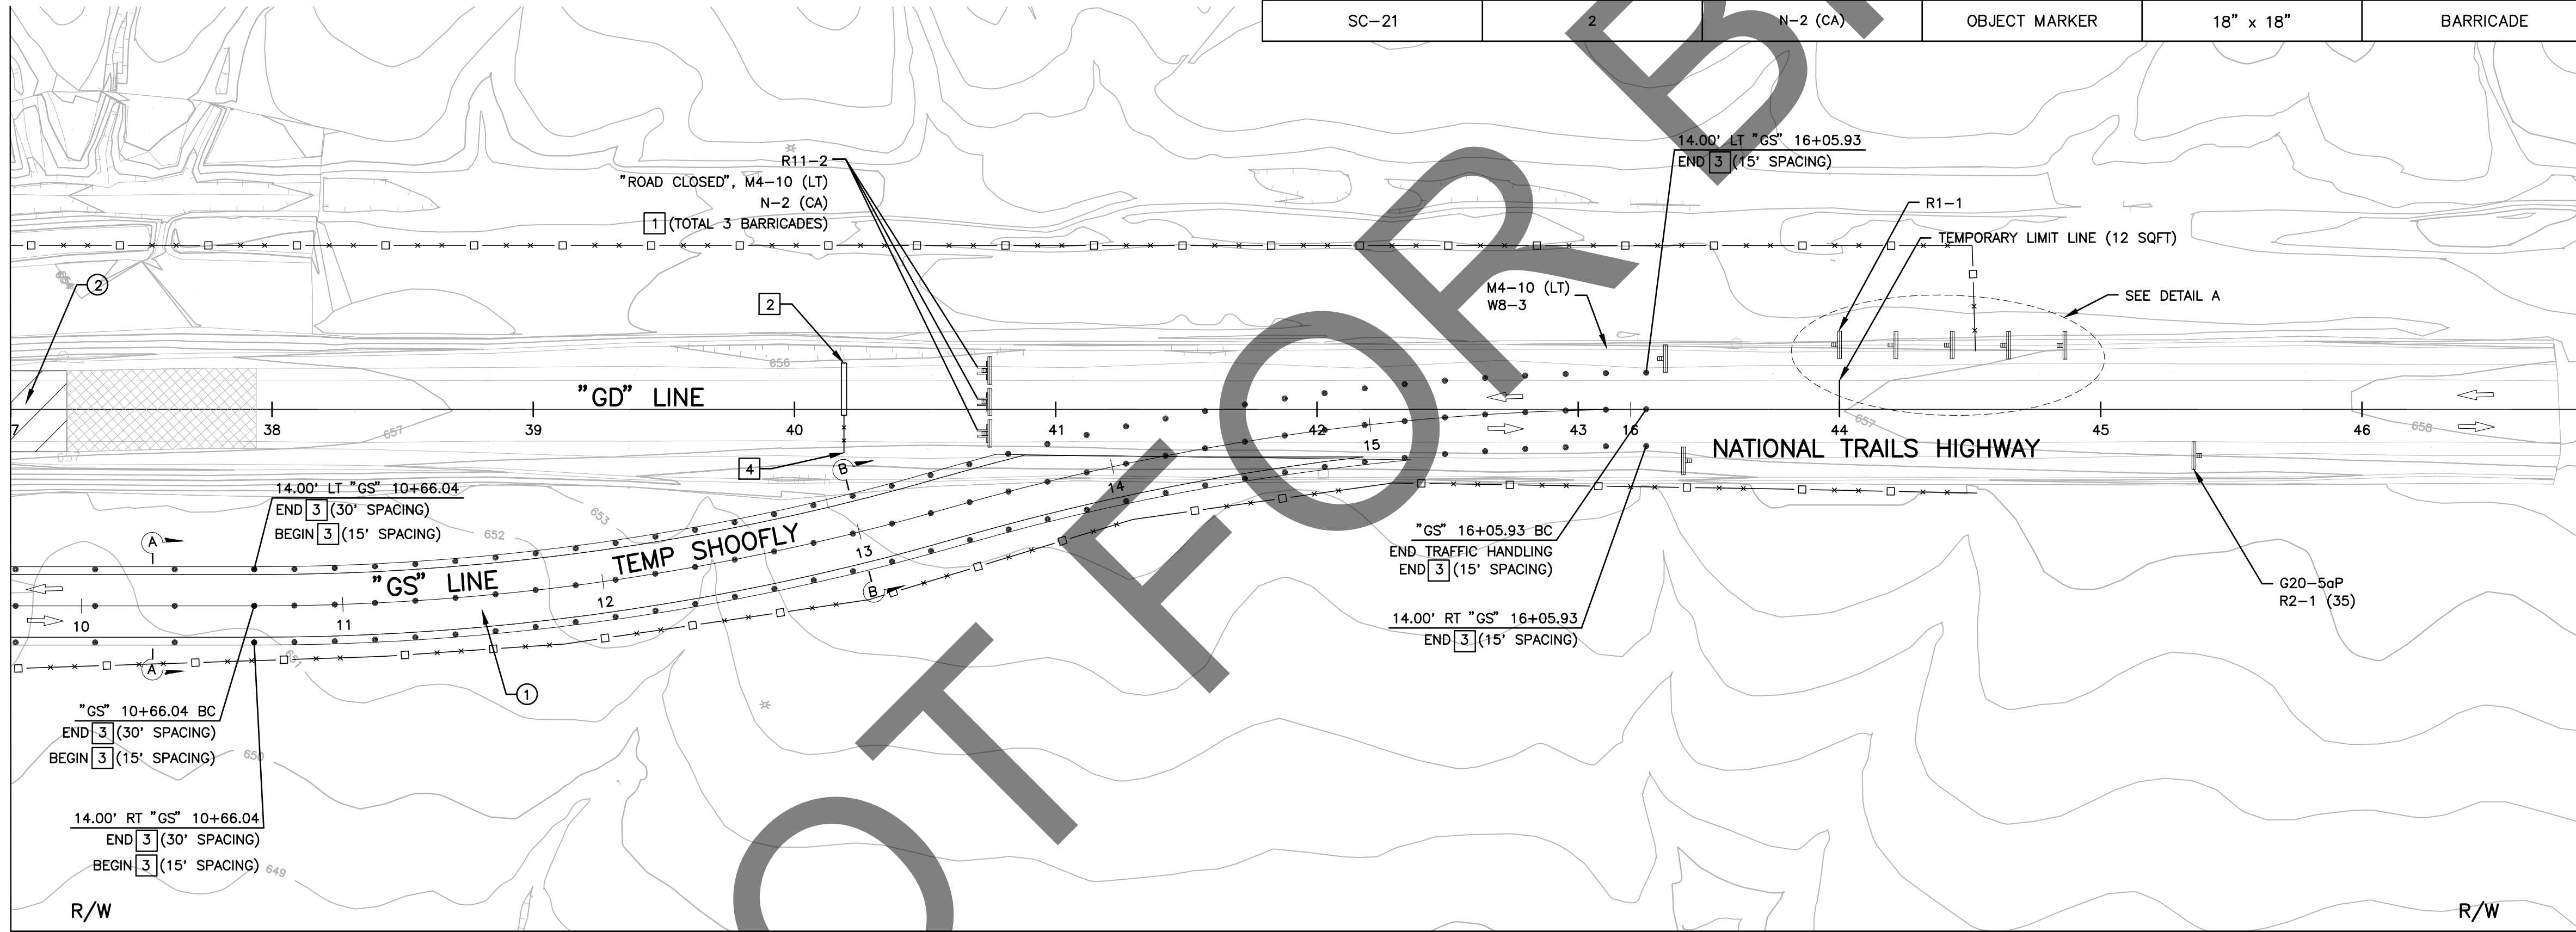 SC-21 2 N-2 (CA) OBJECT MARKER 18" x 18" BARRICADE
14.00' LT "GS" 16+05.93
END 3 (15' SPACING)
R11-2
"ROAD CLOSED", M4-10 (LT)
N-2 (CA)
1 (TOTAL 3 BARRICADES)
R1-1
TEMPORARY LIMIT LINE (12 SQFT)
2
2
M4-10 (LT)
W8-3
SEE DETAIL A
656
"GD" LINE
7 38 39 40 41 42 43 16 44 45 46
657
657
657
658
15
NATIONAL TRAILS HIGHWAY
4
B
14
14.00' LT "GS" 10+66.04
END 3 (30' SPACING)
BEGIN 3 (15' SPACING)
653
652
A
TEMP SHOOFLY
13
"GS" LINE
"GS" 16+05.93 BC
END TRAFFIC HANDLING
END 3 (15' SPACING)
G20-5aP
R2-1 (35)
B
12
10 11
14.00' RT "GS" 16+05.93
END 3 (15' SPACING)
A
651
1
"GS" 10+66.04 BC
END 3 (30' SPACING)
BEGIN 3 (15' SPACING)
650
14.00' RT "GS" 10+66.04
END 3 (30' SPACING)
BEGIN 3 (15' SPACING)
649
R/W R/W
OT FOR B